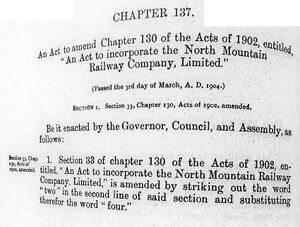 CHAPTER 137.
An Act to amend Chapter 130 of the Acts of 1902, entitled,
"An Act to incorporate the North Mountain
Railway Company, Limited."
(Passed the 3rd day of March, A. D. 1904.)
SECTION 1. Section 33, Chapter 130, Acts of 1902, amended.
Be it enacted by the Governor, Council, and Assembly, as
follows:
Section 33, Chap.
130, Acts of
1902, amended.
1. Section 33 of chapter 130 of the Acts of 1902, en-
titled. "An Act to incorporate the North Mountain Railway
Company, Limited," is amended by striking out the word
"two" in the second line of said section and substituting
therefor the word "four."